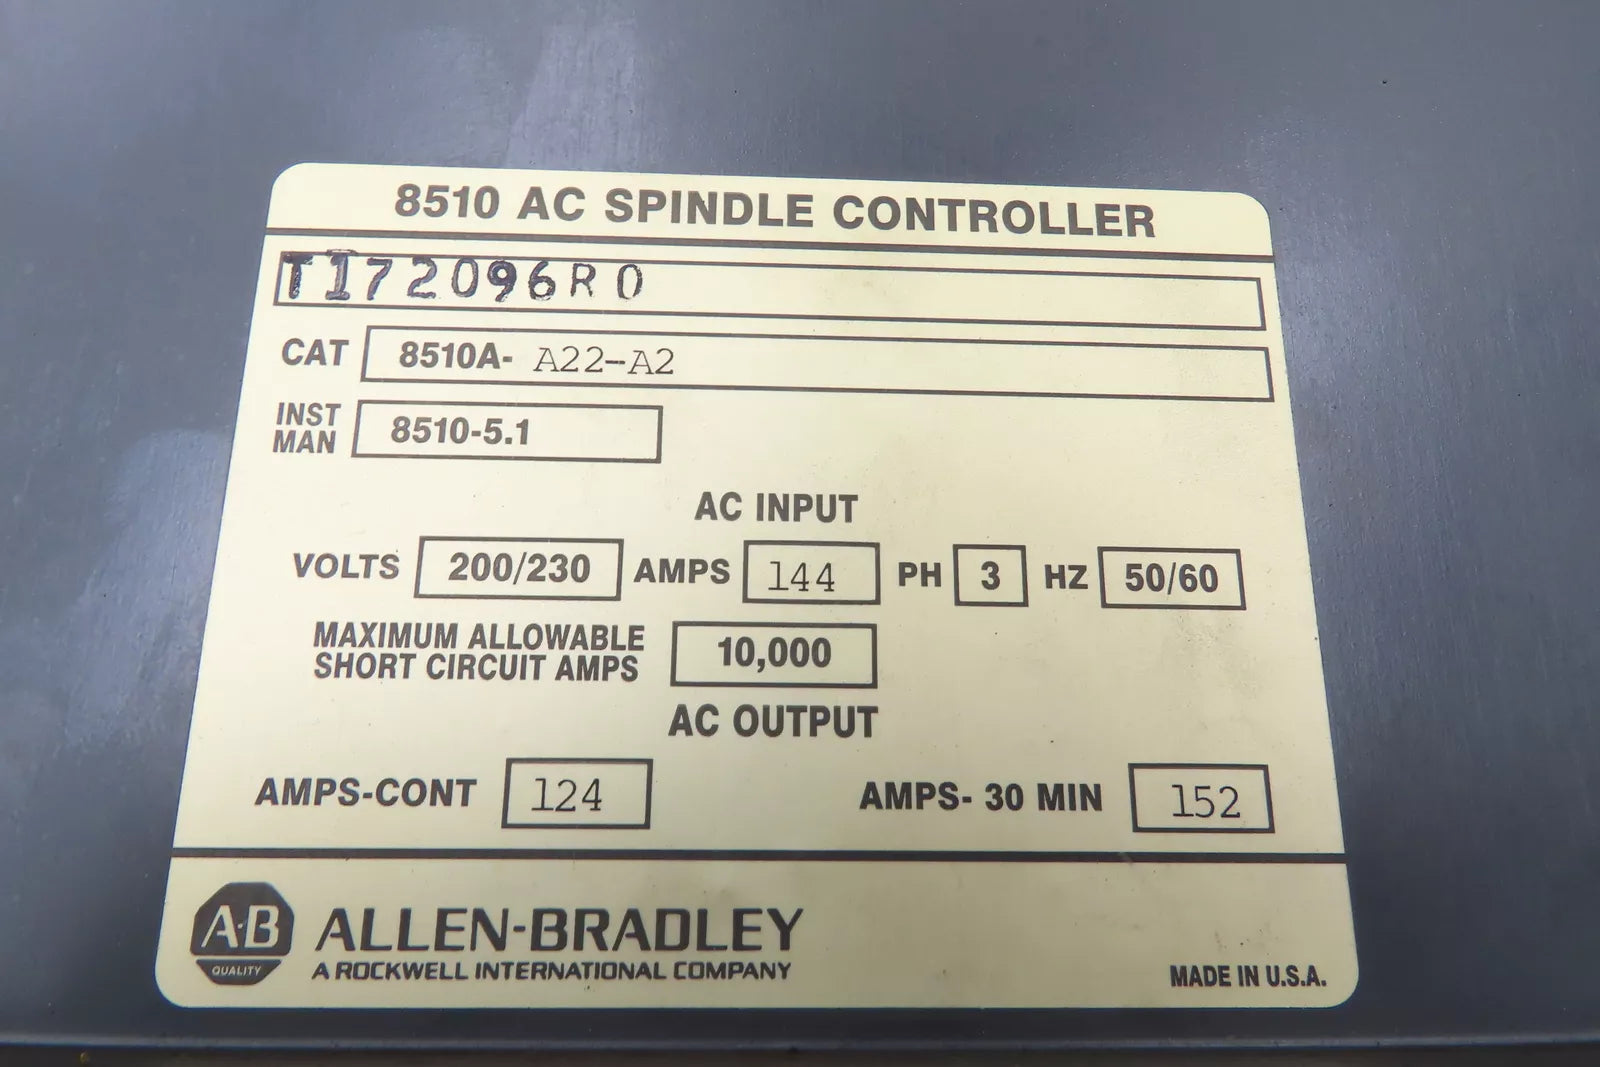 8510 AC SPINDLE CONTROLLER
TI72096R0
CAT 8510A- A22-A2
INST MAN 8510-5.1
AC INPUT
VOLTS 200/230 AMPS 144 PH 3 HZ 50/60
MAXIMUM ALLOWABLE
SHORT CIRCUIT AMPS 10,000
AC OUTPUT
AMPS-CONT 124 AMPS- 30 MIN 152
A-B QUALITY
ALLEN-BRADLEY
A ROCKWELL INTERNATIONAL COMPANY
MADE IN U.S.A.